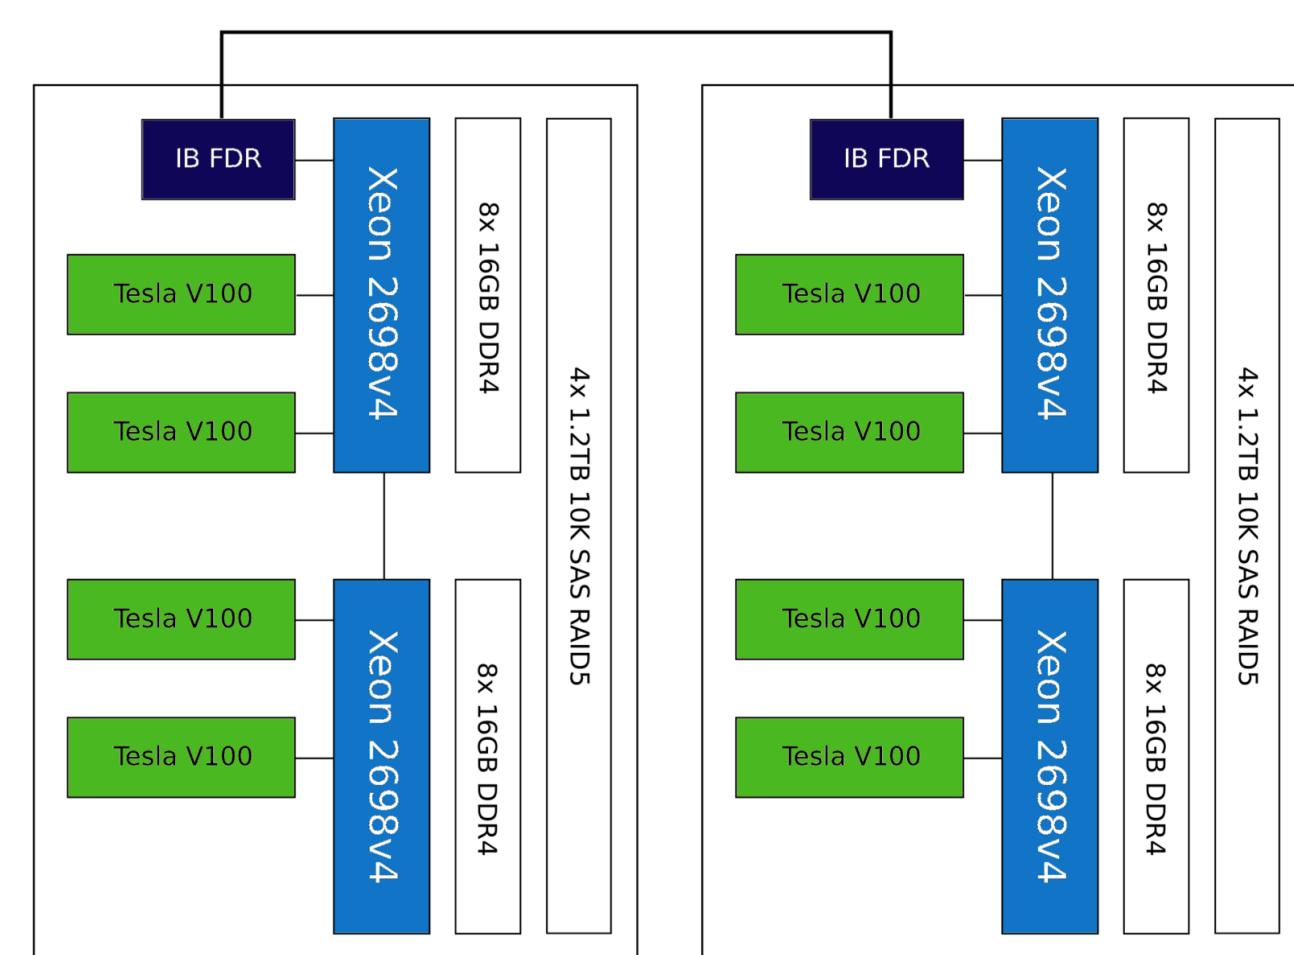 IB FDR
Tesla V100
Tesla V100
Tesla V100
Tesla V100
Xeon 2698v4
Xeon 2698v4
8x 16GB DDR4
8x 16GB DDR4
4x 1.2TB 10K SAS RAID5
IB FDR
Tesla V100
Tesla V100
Tesla V100
Tesla V100
Xeon 2698v4
Xeon 2698v4
8x 16GB DDR4
8x 16GB DDR4
4x 1.2TB 10K SAS RAID5